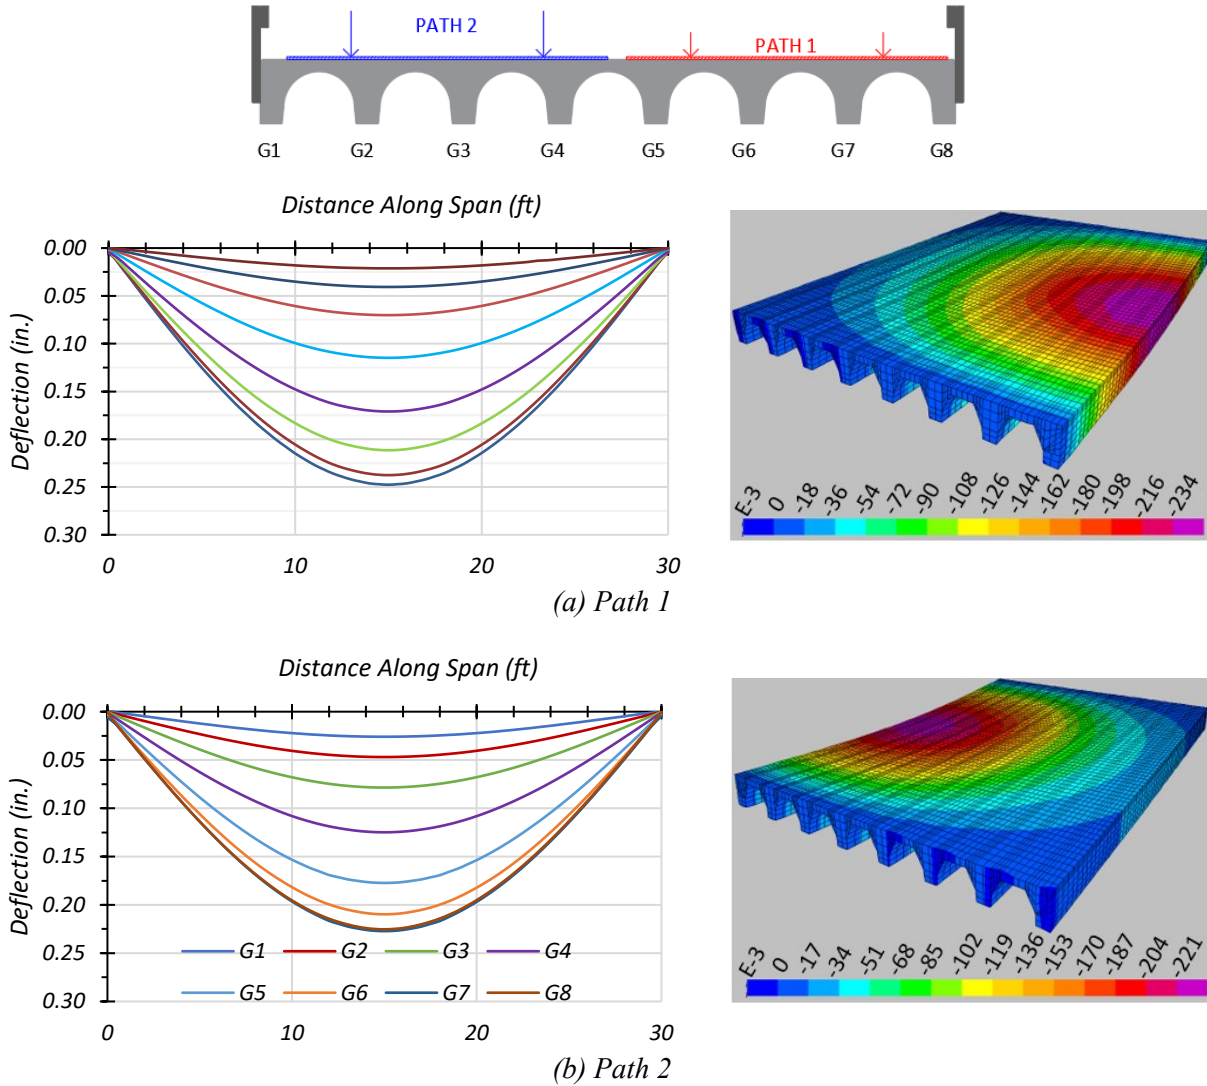 PATH 2
PATH 1
G1 G2 G3 G4 G5 G6 G7 G8
Distance Along Span (ft)
Deflection (in.)
0.00
0.05
0.10
0.15
0.20
0.25
0.30
0 10 20 30
E-3 0 -18 -36 -54 -72 -90 -108 -126 -144 -162 -180 -198 -216 -234
(a) Path 1
Distance Along Span (ft)
Deflection (in.)
0.00
0.05
0.10
0.15
0.20
0.25
0.30
G1 G2 G3 G4
G5 G6 G7 G8
0 10 20 30
E-3 0 -17 -34 -51 -68 -85 -102 -119 -136 -153 -170 -187 -204 -221
(b) Path 2